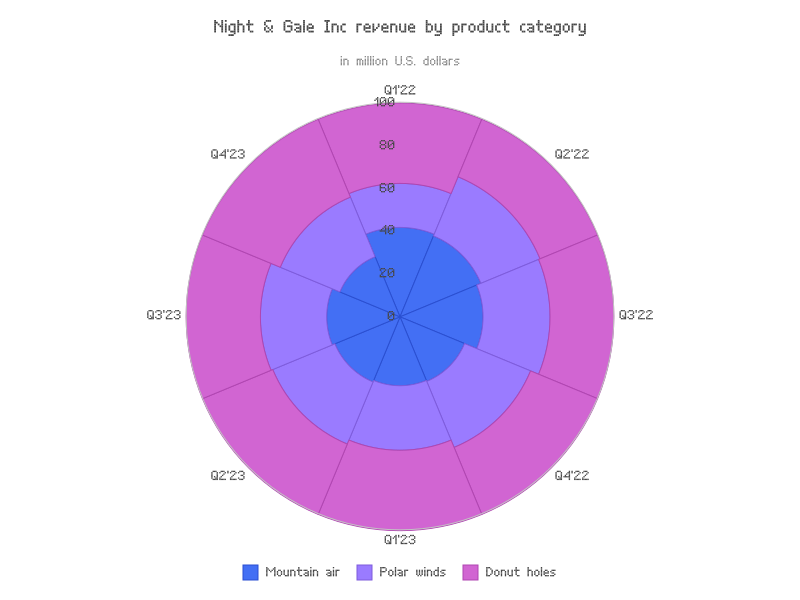 Night & Gale Inc revenue by product category
in million U.S. dollars
Q1'22
100
Q4'23
80
Q2'22
60
40
20
Q3'23
0
Q3'22
Q2'23
Q4'22
Q1'23
Mountain air
Polar winds
Donut holes